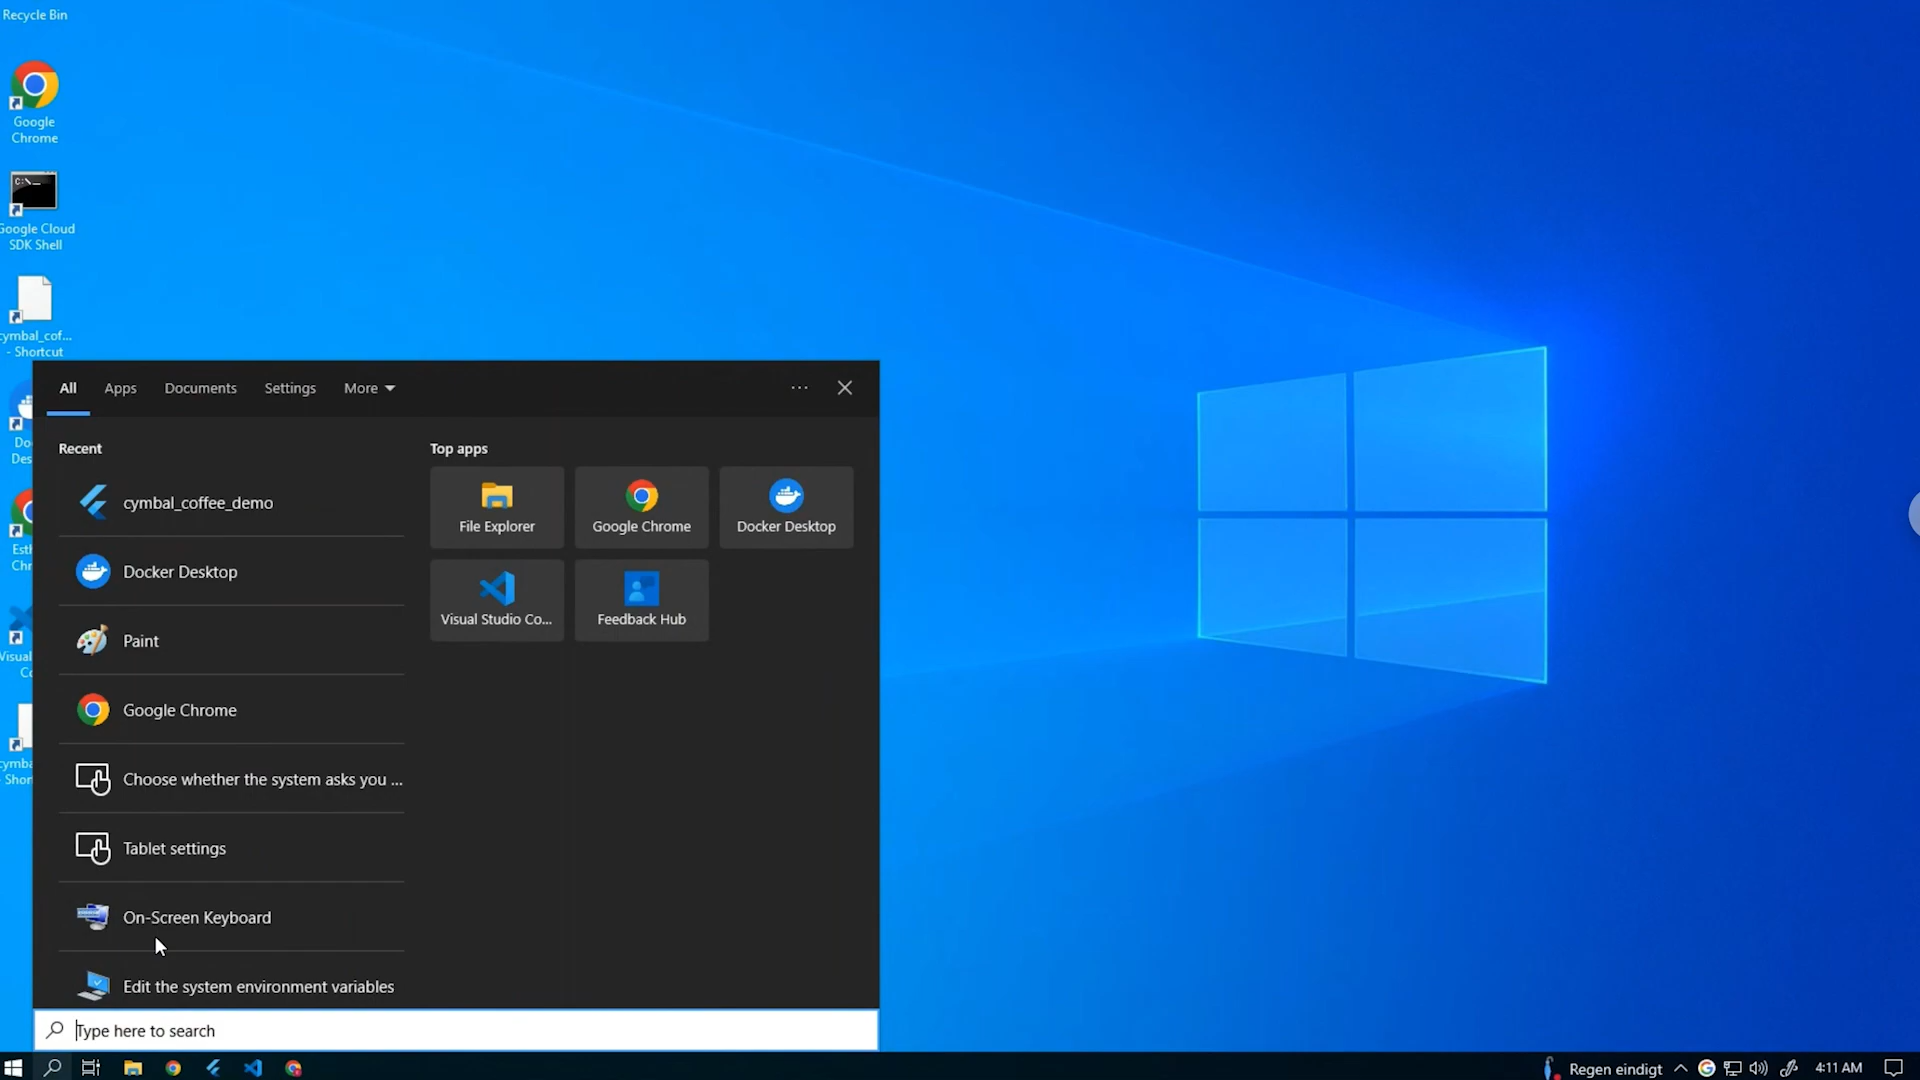 Recycle Bin
Google
Chrome
Google Cloud
SDK Shell
cymbal_cof...
- Shortcut
All
Apps
Documents
Settings
More
Recent
cymbal_coffee_demo
Docker Desktop
Paint
Google Chrome
Choose whether the system asks you ...
Tablet settings
On-Screen Keyboard
Edit the system environment variables
Top apps
File Explorer
Google Chrome
Docker Desktop
Visual Studio Co...
Feedback Hub
Type here to search
Regen eindigt
4:11 AM